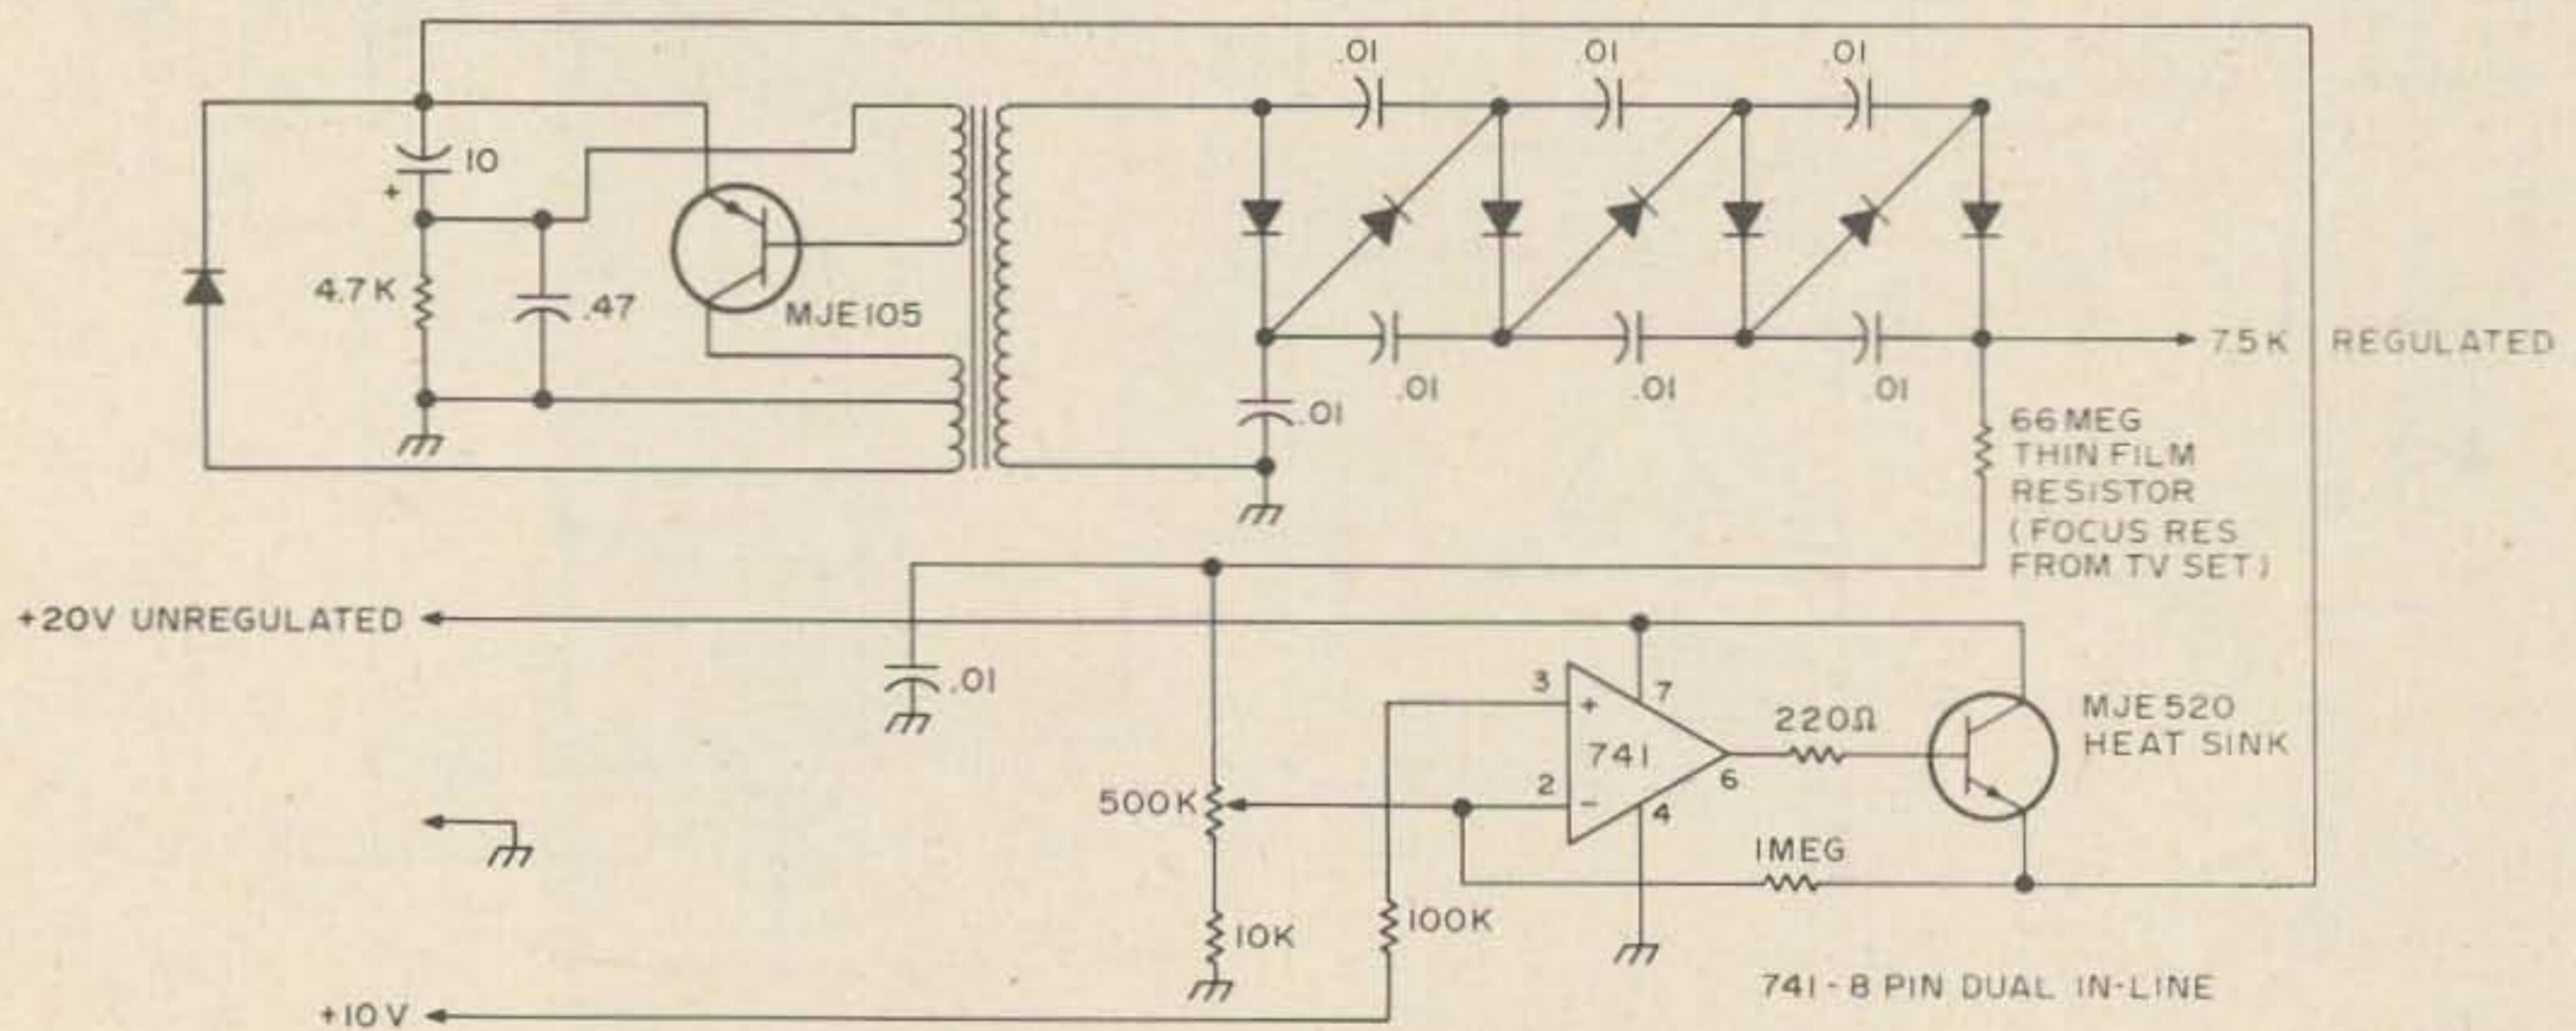 .01
.01
.01
10
+
4.7K
.47
MJE105
7.5K REGULATED
.01
.01
.01
.01
66 MEG
THIN FILM
RESISTOR
(FOCUS RES
FROM TV SET)
+20V UNREGULATED
.01
3
+
7
741
220Ω
MJE520
HEAT SINK
500K
2
-
6
4
1MEG
10K
100K
741-8 PIN DUAL IN-LINE
+10V